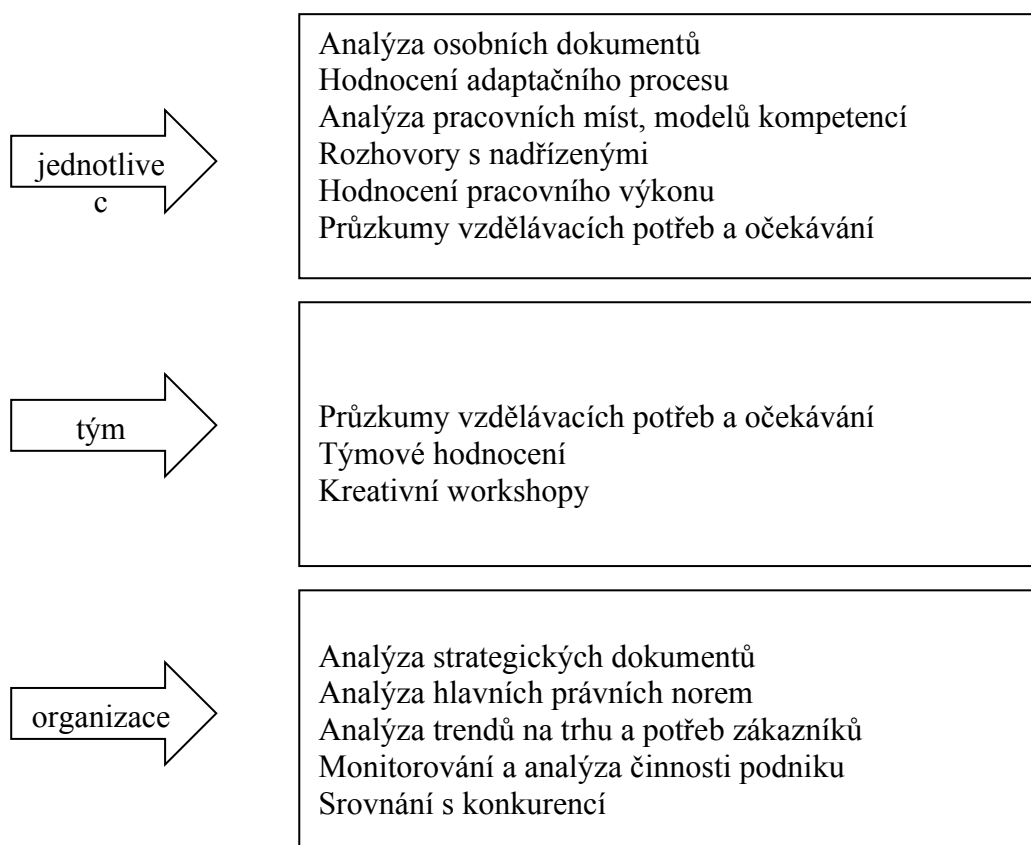 jednotlive
c
Analýza osobních dokumentů
Hodnocení adaptačního procesu
Analýza pracovních míst, modelů kompetencí
Rozhovory s nadřízenými
Hodnocení pracovního výkonu
Průzkumy vzdělávacích potřeb a očekávání
tým
Průzkumy vzdělávacích potřeb a očekávání
Týmové hodnocení
Kreativní workshopy
organizace
Analýza strategických dokumentů
Analýza hlavních právních norem
Analýza trendů na trhu a potřeb zákazníků
Monitorování a analýza činnosti podniku
Srovnání s konkurencí